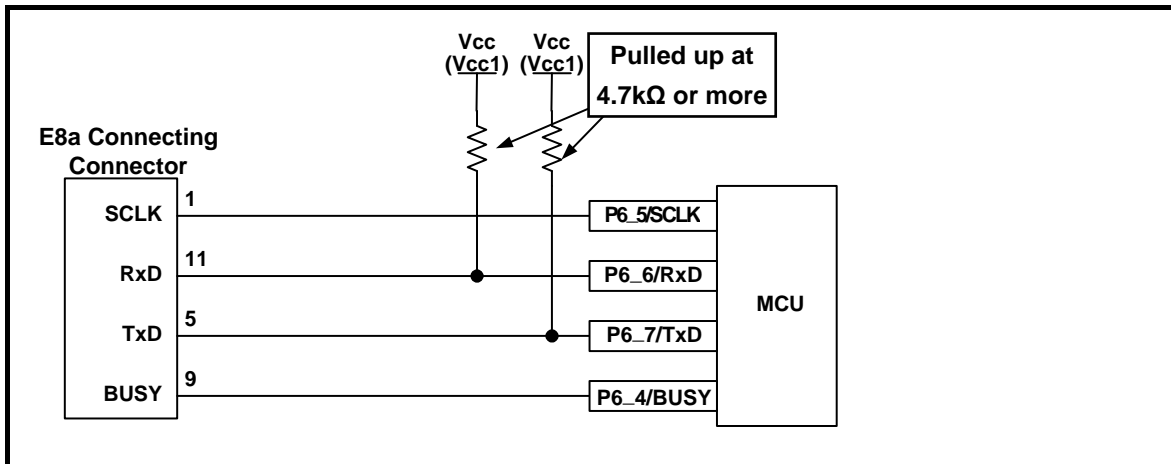 Vcc
(Vcc1)
Vcc
(Vcc1)
Pulled up at
4.7kΩ or more
E8a Connecting
Connector
SCLK
1
P6_5/SCLK
RxD
11
P6_6/RxD
MCU
TxD
5
P6_7/TxD
BUSY
9
P6_4/BUSY